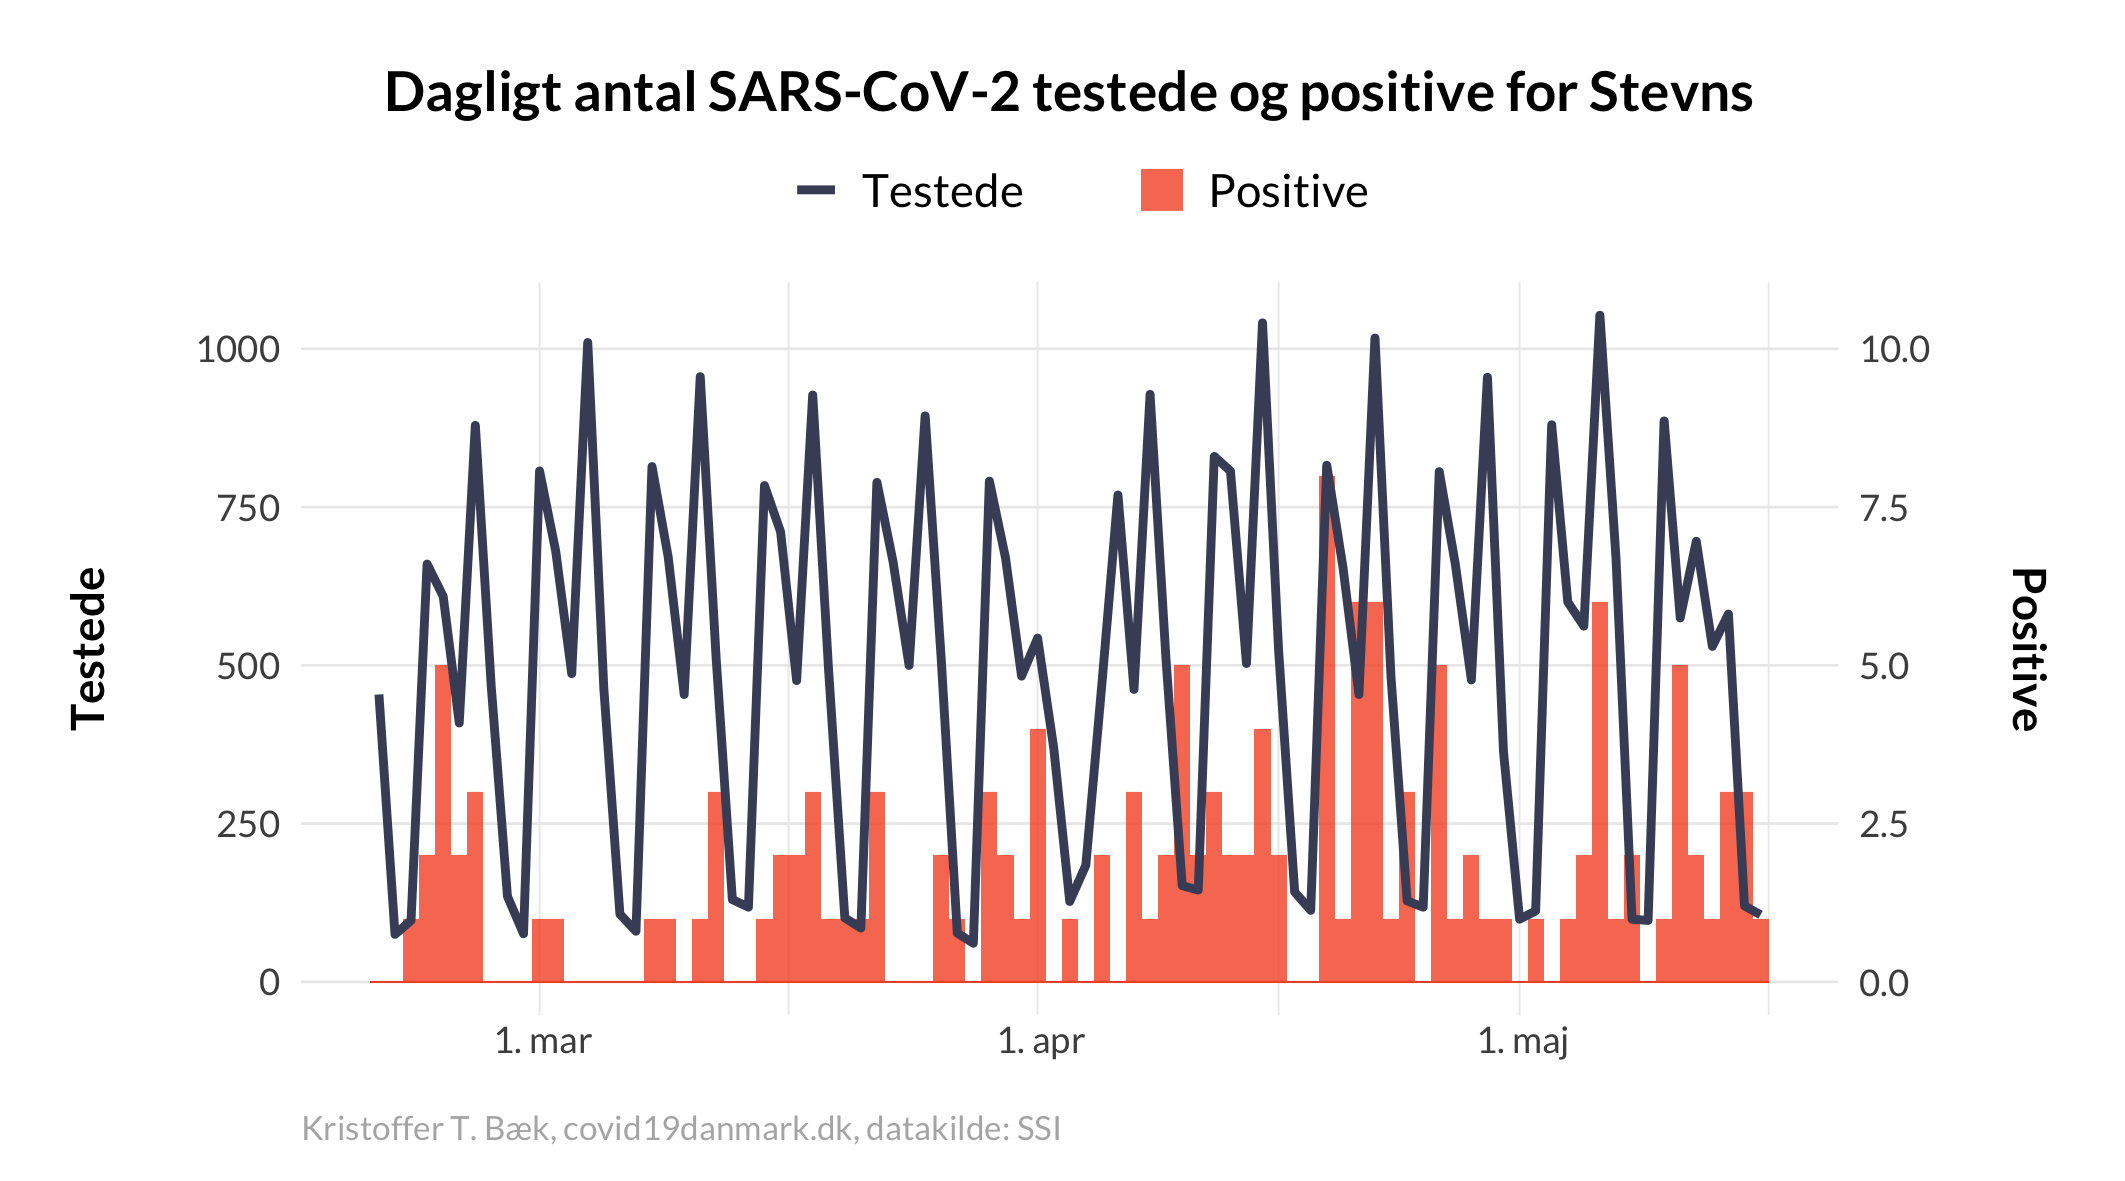 Dagligt antal SARS-CoV-2 testede og positive for Stevns
Testede
Positive
1000
750
500
250
0
10.0
7.5
5.0
2.5
0.0
Testede
Positive
1. mar
1. apr
1. maj
Kristoffer T. Bæk, covid19danmark.dk, datakilde: SSI